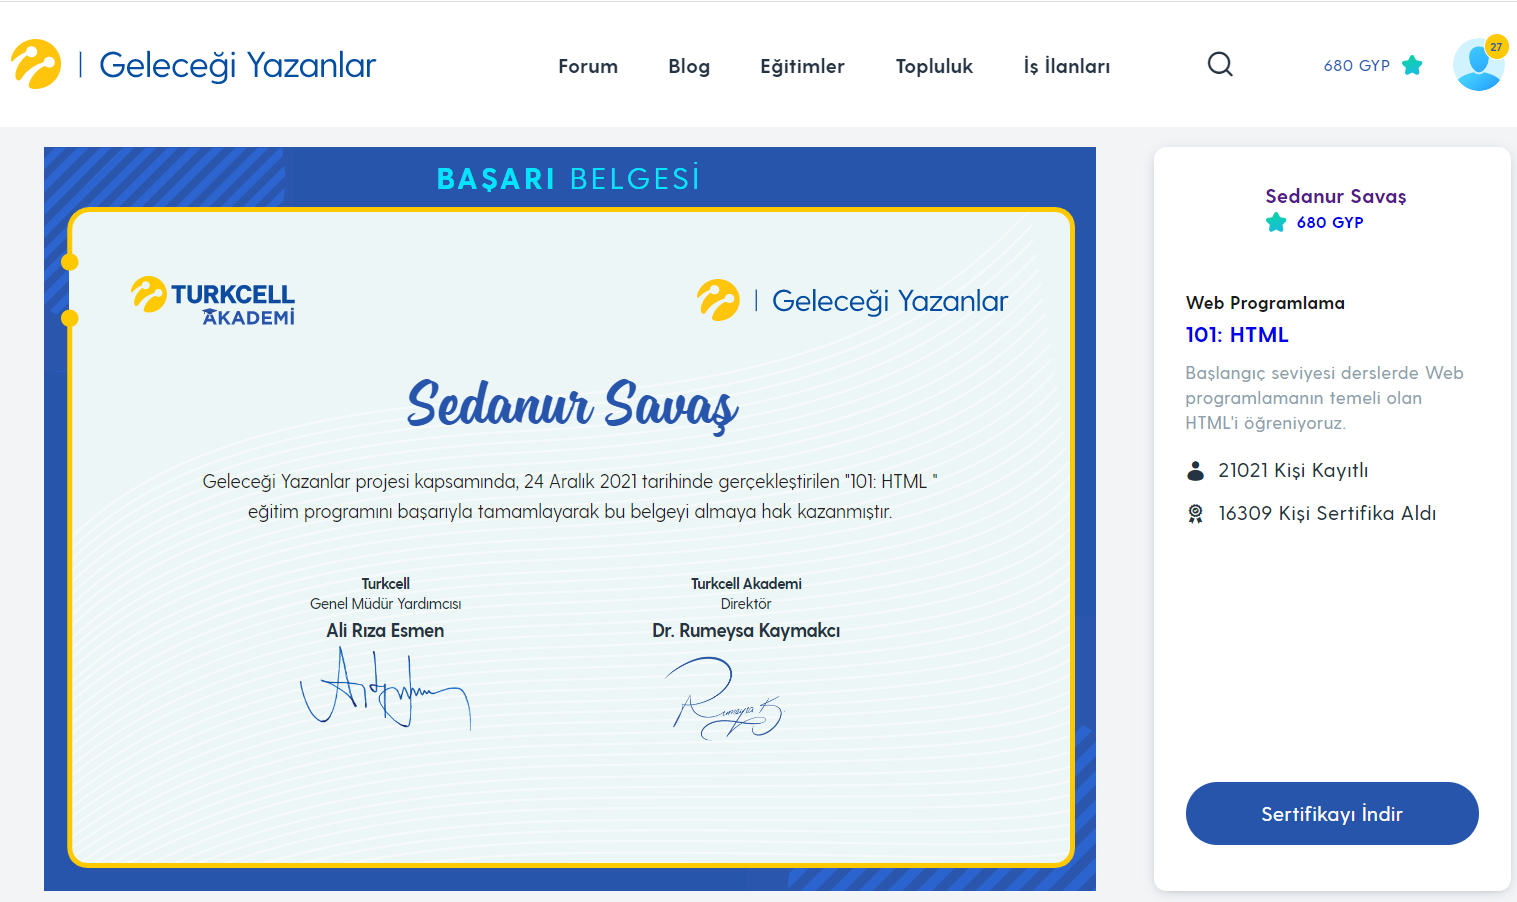 Geleceği Yazanlar
Forum Blog Eğitimler Topluluk İş İlanları
680 GYP
27
BAŞARI BELGESİ
TURKCELL
AKADEMİ
Geleceği Yazanlar
Sedanur Savaş
Geleceği Yazanlar projesi kapsamında, 24 Aralık 2021 tarihinde gerçekleştirilen "101: HTML "
eğitim programını başarıyla tamamlayarak bu belgeyi almaya hak kazanmıştır.
Turkcell
Genel Müdür Yardımcısı
Ali Rıza Esmen
Turkcell Akademi
Direktör
Dr. Rumeysa Kaymakcı
Rumeysa K.
Sedanur Savaş
680 GYP
Web Programlama
101: HTML
Başlangıç seviyesi derslerde Web
programlamanın temeli olan
HTML'i öğreniyoruz.
21021 Kişi Kayıtlı
16309 Kişi Sertifika Aldı
Sertifikayı İndir